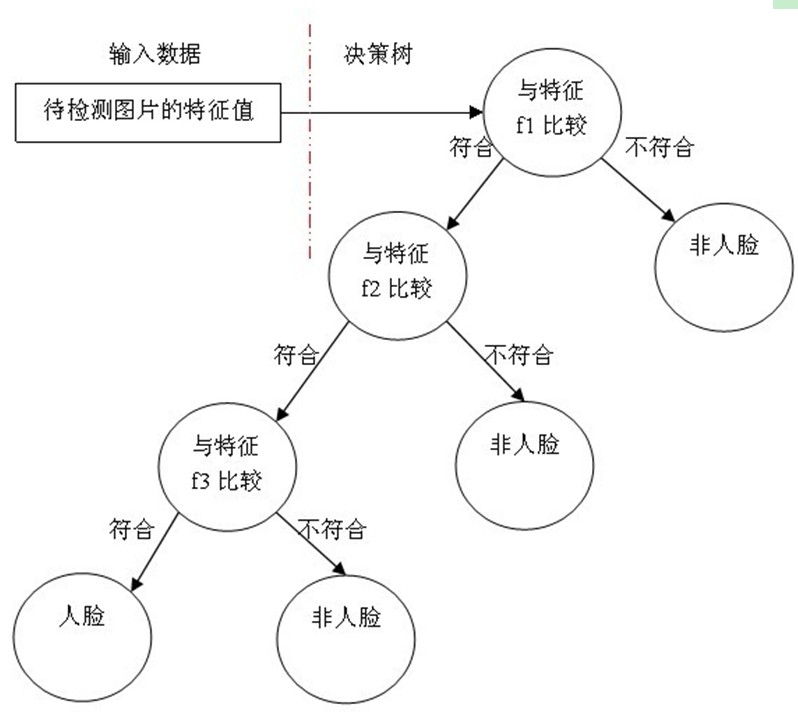 输入数据
决策树
待检测图片的特征值
与特征
f1 比较
符合
不符合
非人脸
与特征
f2 比较
符合
不符合
非人脸
与特征
f3 比较
符合
不符合
人脸
非人脸